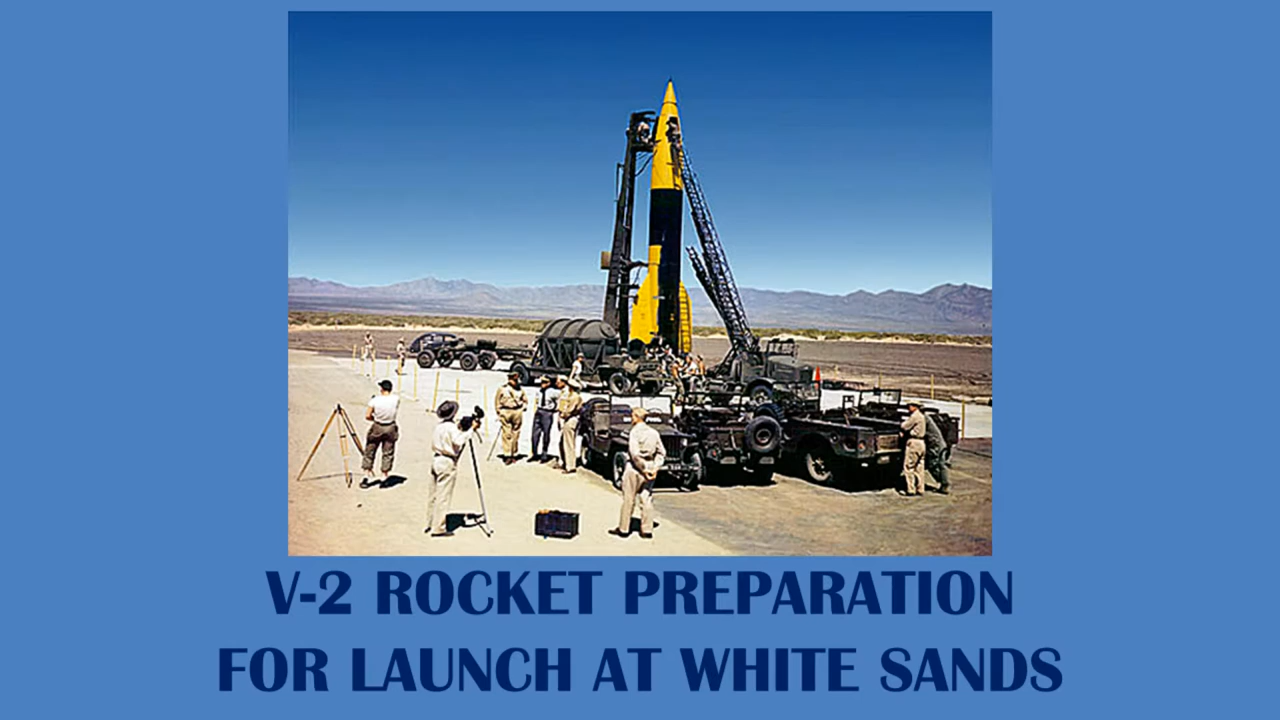 V-2 ROCKET PREPARATION
FOR LAUNCH AT WHITE SANDS